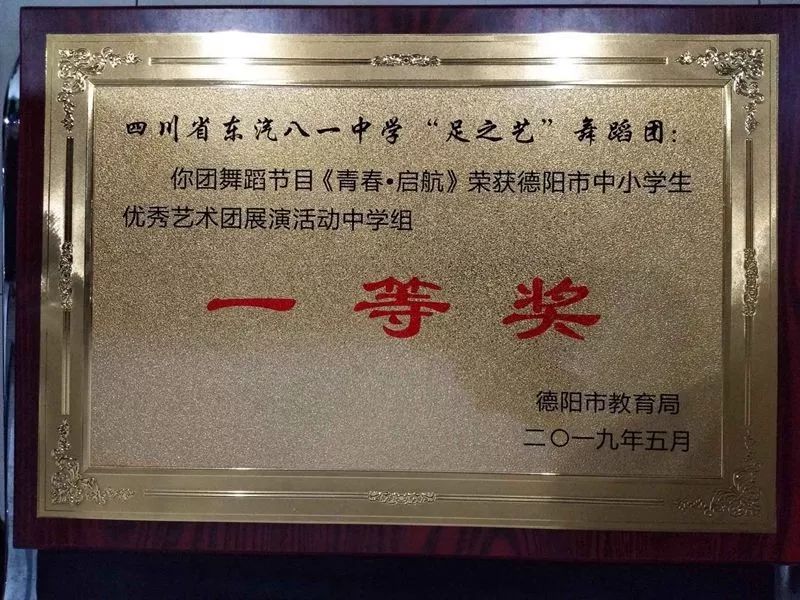 四川省东汽八一中学“足之艺”舞蹈团：
你团舞蹈节目《青春•启航》荣获德阳市中小学生
优秀艺术团展演活动中学组
一等奖
德阳市教育局
二〇一九年五月